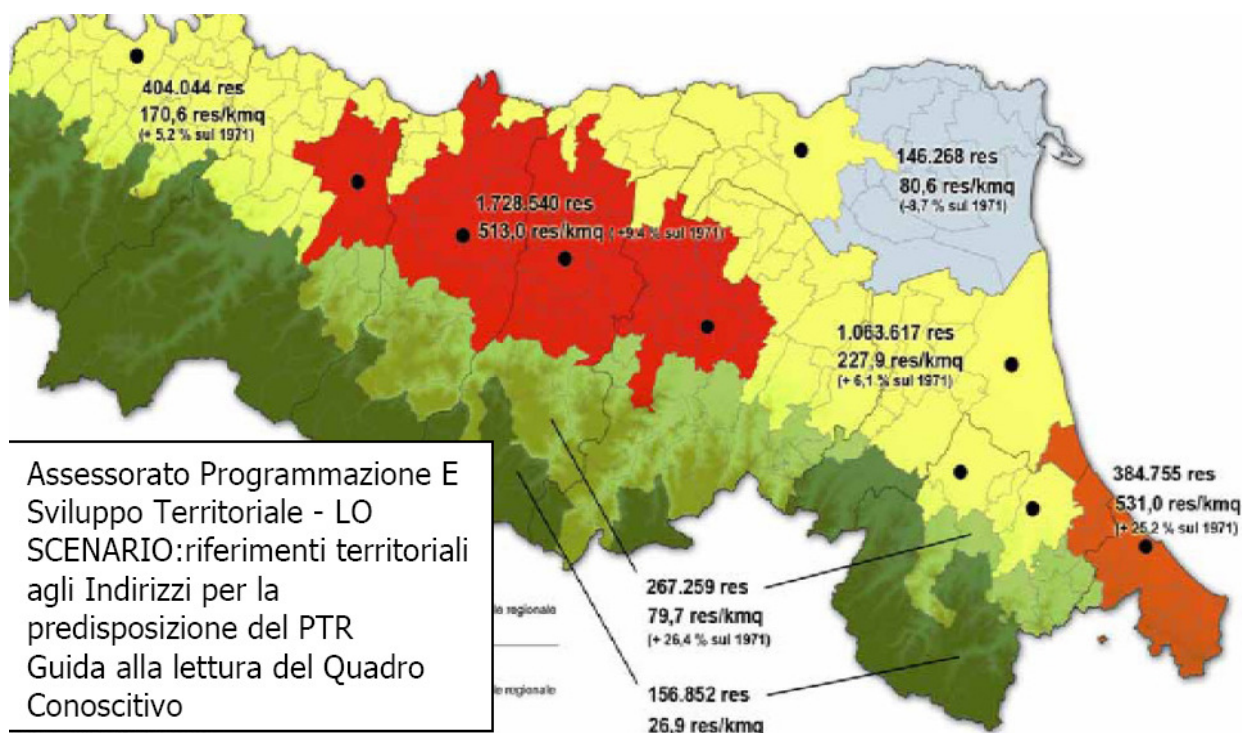 404.044 res
170,6 res/kmq
(+ 5,2 % sul 1971)
146.268 res
80,6 res/kmq
(-8,7 % sul 1971)
1.728.540 res
513,0 res/kmq (+9,4 % sul 1971)
1.063.617 res
227,9 res/kmq
(+ 6,1 % sul 1971)
384.755 res
531,0 res/kmq
(+ 25,2 % sul 1971)
Assessorato Programmazione E
Sviluppo Territoriale - LO
SCENARIO:riferimenti territoriali
agli Indirizzi per la
predisposizione del PTR
Guida alla lettura del Quadro
Conoscitivo
le regionale
le regionale
267.259 res
79,7 res/kmq
(+ 26,4 % sul 1971)
156.852 res
26,9 res/kmq